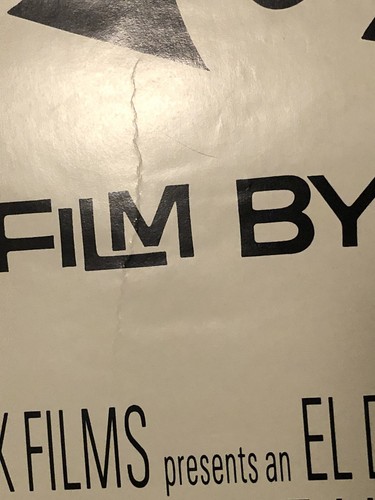 FILM BY
X FILMS presents an EL D